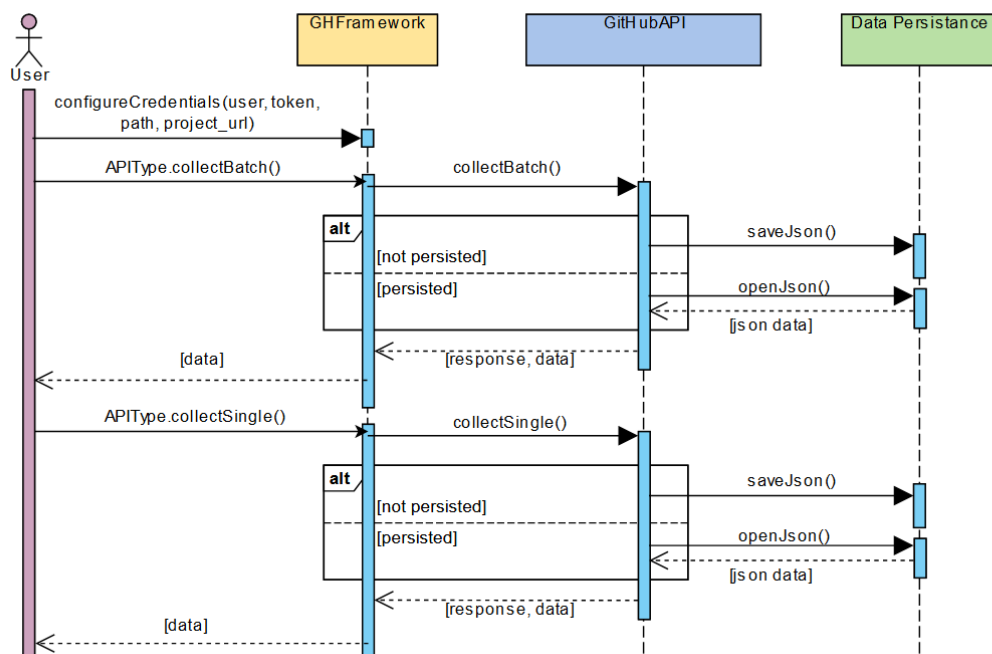 GHFramework
GitHubAPI
Data Persistance
User
configureCredentials(user, token,
path, project_url)
APIType.collectBatch()
collectBatch()
alt
saveJson()
[not persisted]
[persisted]
openJson()
[json data]
[response, data]
[data]
APIType.collectSingle()
collectSingle()
alt
saveJson()
[not persisted]
[persisted]
openJson()
[json data]
[response, data]
[data]